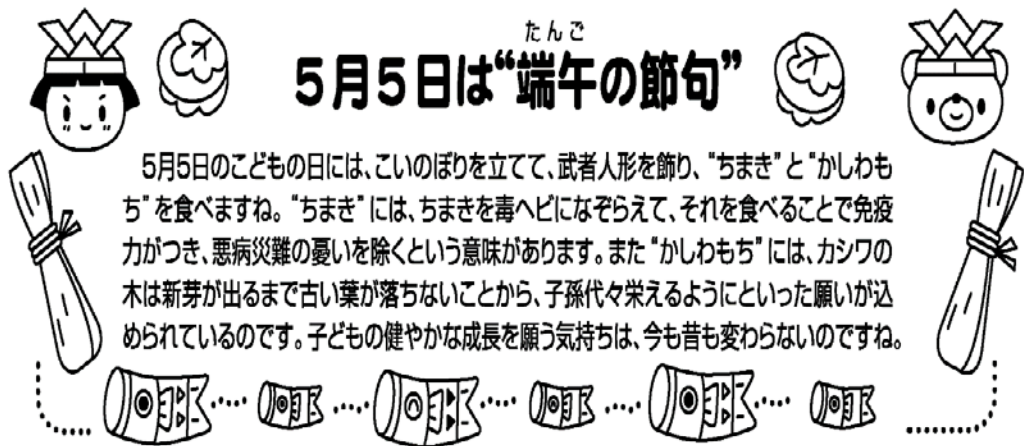 たんご
5月5日は“端午の節句”
5月5日のこどもの日には、こいのぼりを立てて、武者人形を飾り、“ちまき”と“かしわも
ち”を食べますね。“ちまき”には、ちまきを毒ヘビになぞらえて、それを食べることで免疫
力がつき、悪病災難の憂いを除くという意味があります。また“かしわもち”には、カシワの
木は新芽が出るまで古い葉が落ちないことから、子孫代々栄えるようにといった願いが込
められているのです。子どもの健やかな成長を願う気持ちは、今も昔も変わらないのですね。